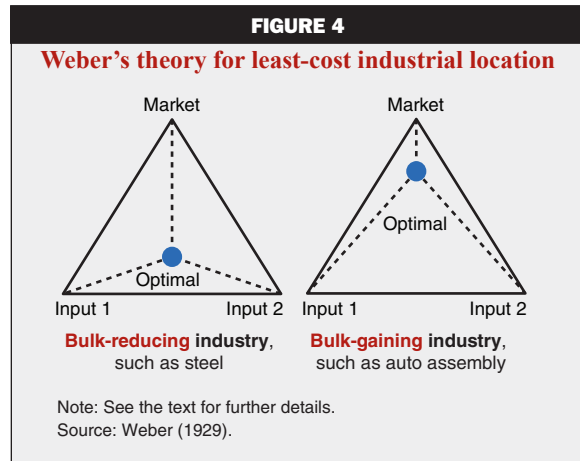 FIGURE 4
Weber's theory for least-cost industrial location
Market
Optimal
Input 1
Input 2
Bulk-reducing industry,
such as steel
Market
Optimal
Input 1
Input 2
Bulk-gaining industry,
such as auto assembly
Note: See the text for further details.
Source: Weber (1929).